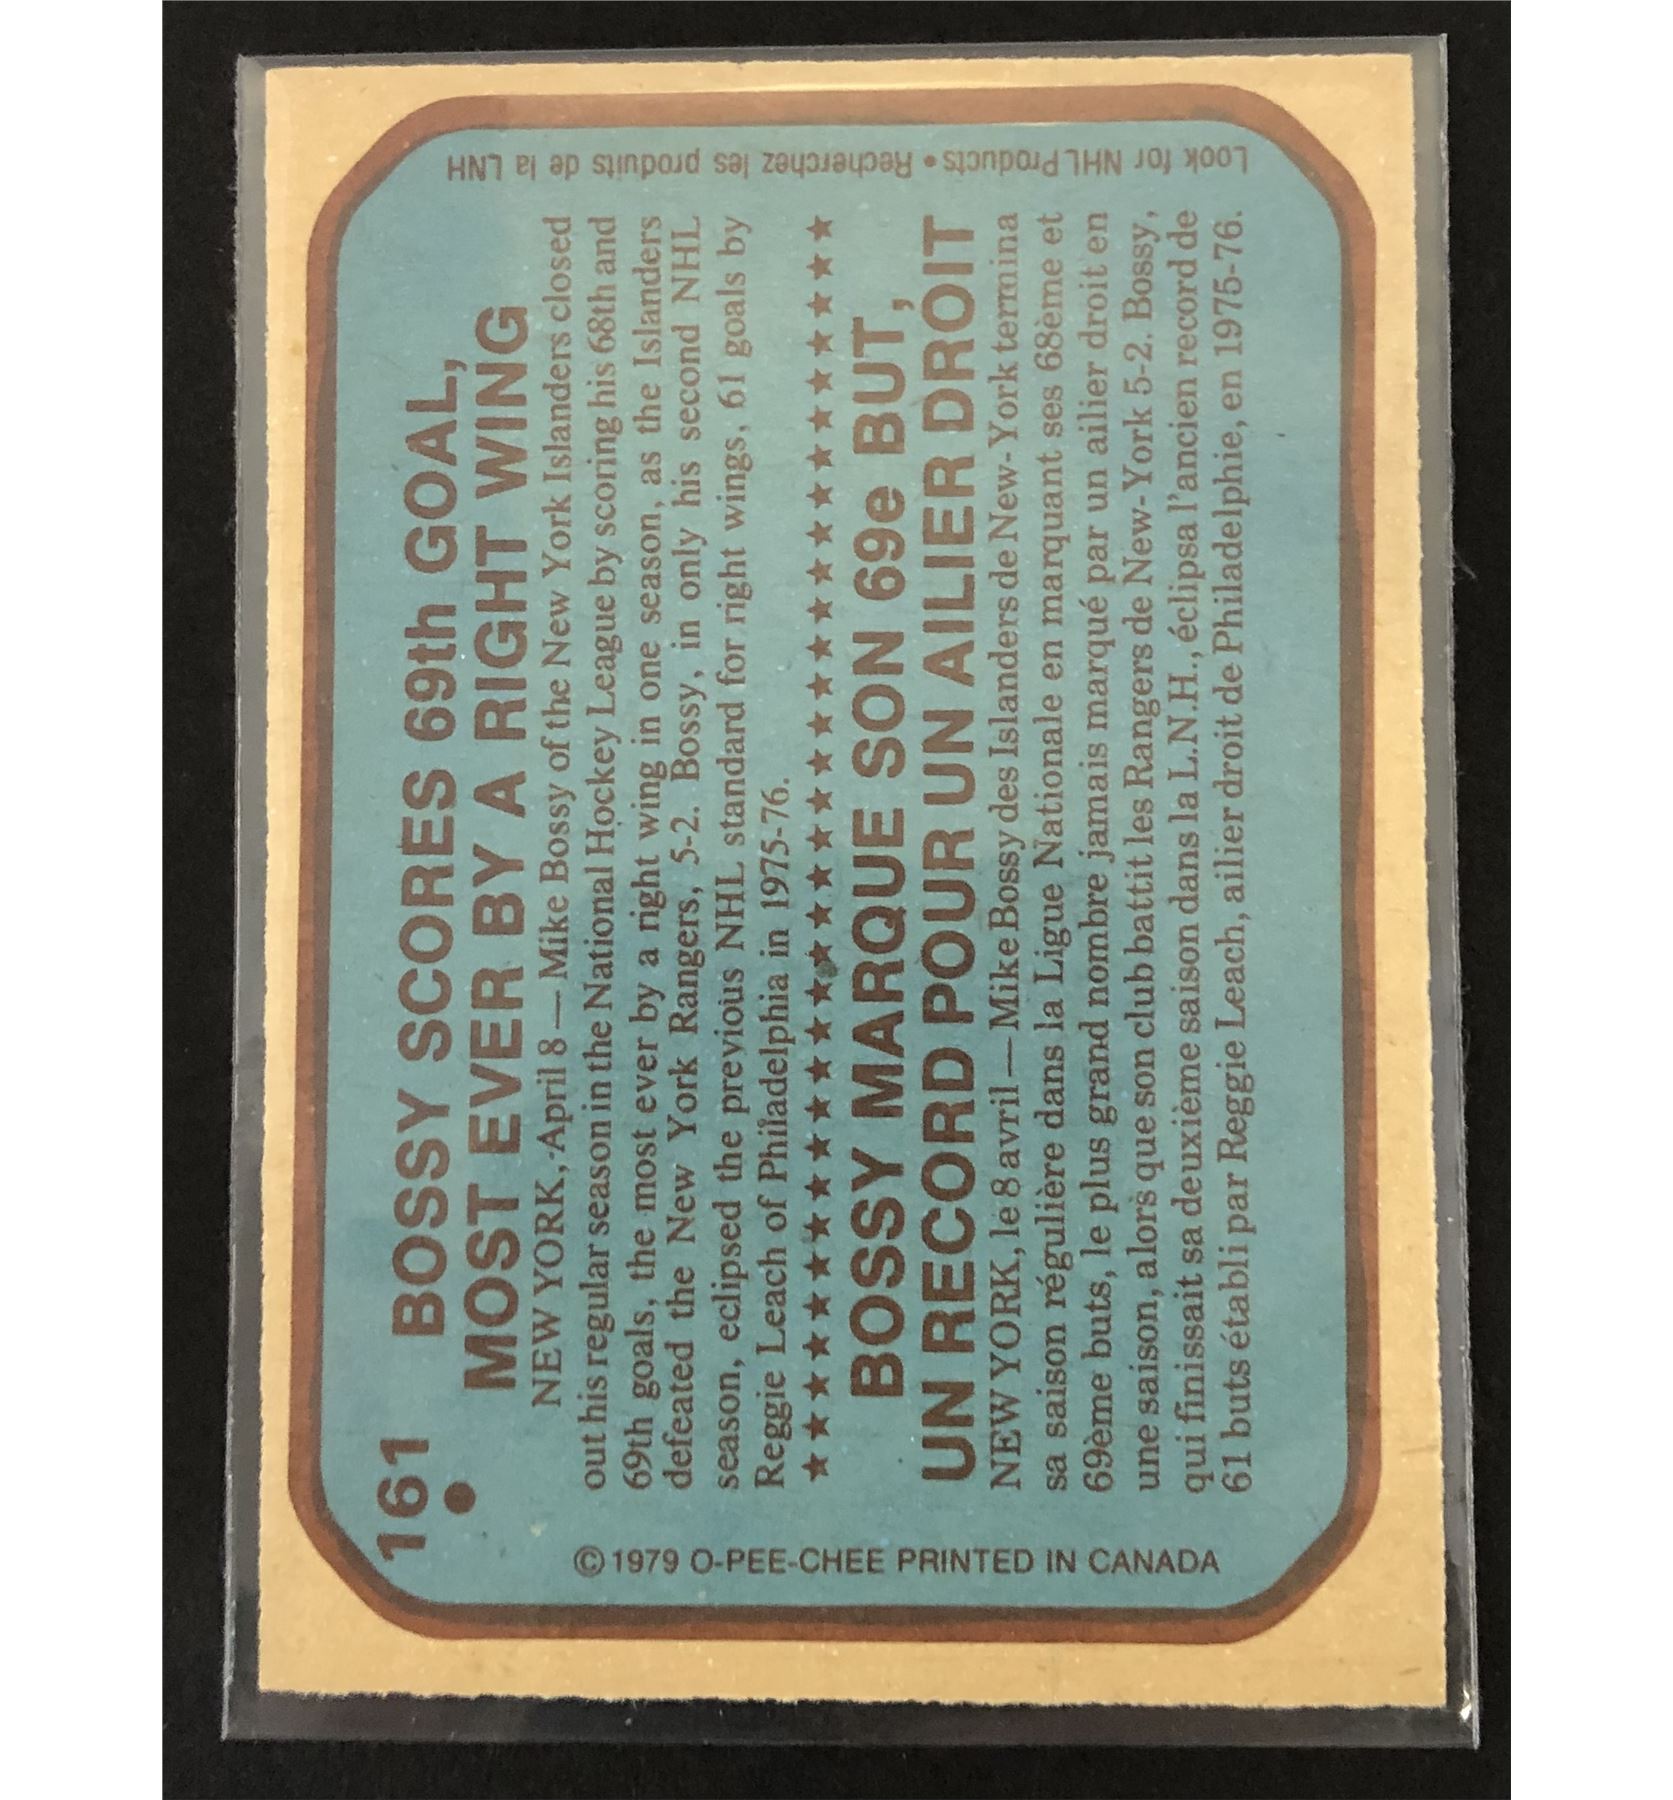 161
BOSSY SCORES 69th GOAL,
MOST EVER BY A RIGHT WING
NEW YORK, April 8 — Mike Bossy of the New York Islanders closed
out his regular season in the National Hockey League by scoring his 68th and
69th goals, the most ever by a right wing in one season, as the Islanders
defeated the New York Rangers, 5-2. Bossy, in only his second NHL
season, eclipsed the previous NHL standard for right wings, 61 goals by
Reggie Leach of Philadelphia in 1975-76.
BOSSY MARQUE SON 69e BUT,
UN RECORD POUR UN AILIER DROIT
NEW YORK, le 8 avril — Mike Bossy des Islanders de New-York termina
sa saison régulière dans la Ligue Nationale en marquant ses 68ème et
69ème buts, le plus grand nombre jamais marqué par un ailier droit en
une saison, alors que son club battit les Rangers de New-York 5-2. Bossy,
qui finissait sa deuxième saison dans la L.N.H., éclipsa l'ancien record de
61 buts établi par Reggie Leach, ailier droit de Philadelphie, en 1975-76.
© 1979 O-PEE-CHEE PRINTED IN CANADA
Look for NHL Products • Recherchez les produits de la LNH